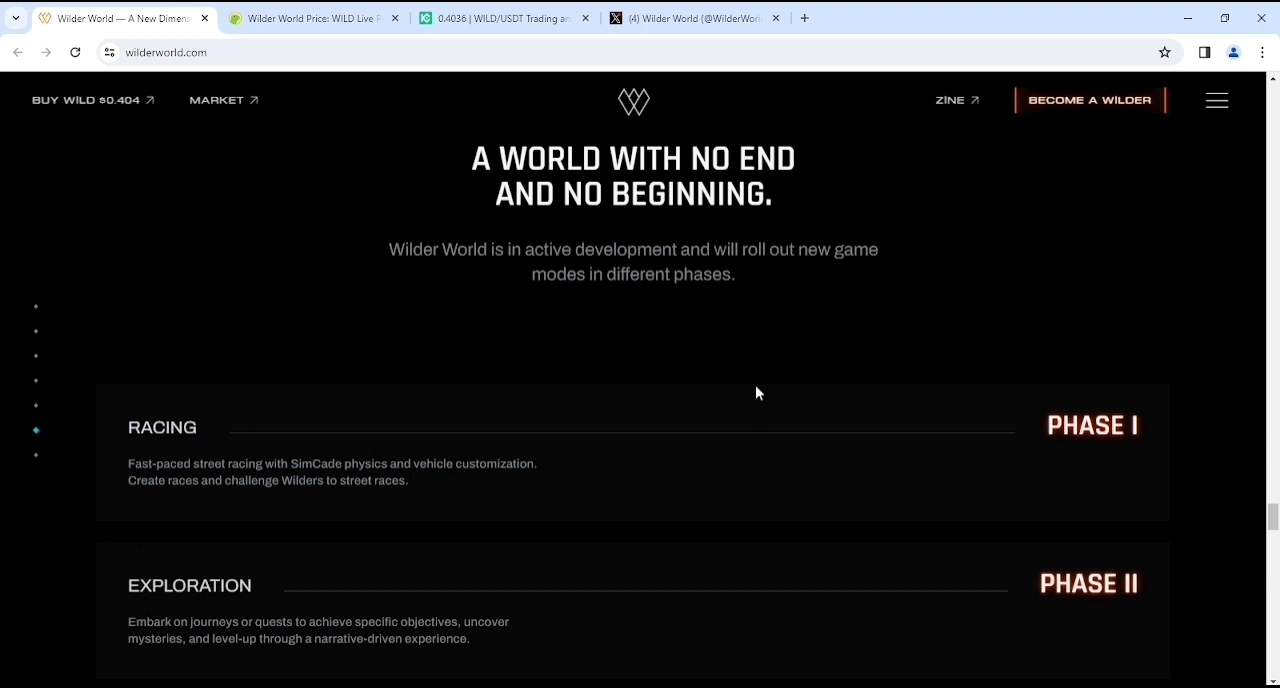 Wilder World — A New Dimens
Wilder World Price: WILD Live P
0.4036 | WILD/USDT Trading an
(4) Wilder World (@WilderWorl
wilderworld.com
BUY WILD $0.404
MARKET
ZINE
BECOME A WILDER
A WORLD WITH NO END
AND NO BEGINNING.
Wilder World is in active development and will roll out new game
modes in different phases.
RACING
PHASE I
Fast-paced street racing with SimCade physics and vehicle customization.
Create races and challenge Wilders to street races.
EXPLORATION
PHASE II
Embark on journeys or quests to achieve specific objectives, uncover
mysteries, and level-up through a narrative-driven experience.